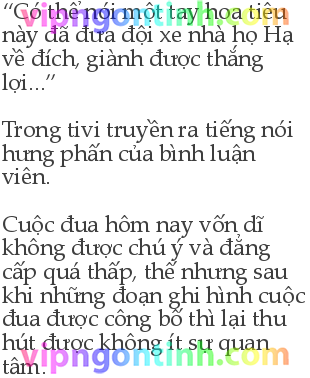 vipngontinh.com
“Có thể nói một tay hoa tiêu
này đã đưa đội xe nhà họ Hạ
về đích, giành được thắng
lợi...”
Trong tivi truyền ra tiếng nói
hưng phấn của bình luận
viên.
Cuộc đua hôm nay vốn dĩ
không được chú ý và đẳng
cấp quá thấp, thế nhưng sau
khi những đoạn ghi hình cuộc
đua được công bố thì lại thu
hút được không ít sự quan
tâm.
vipngontinh.com